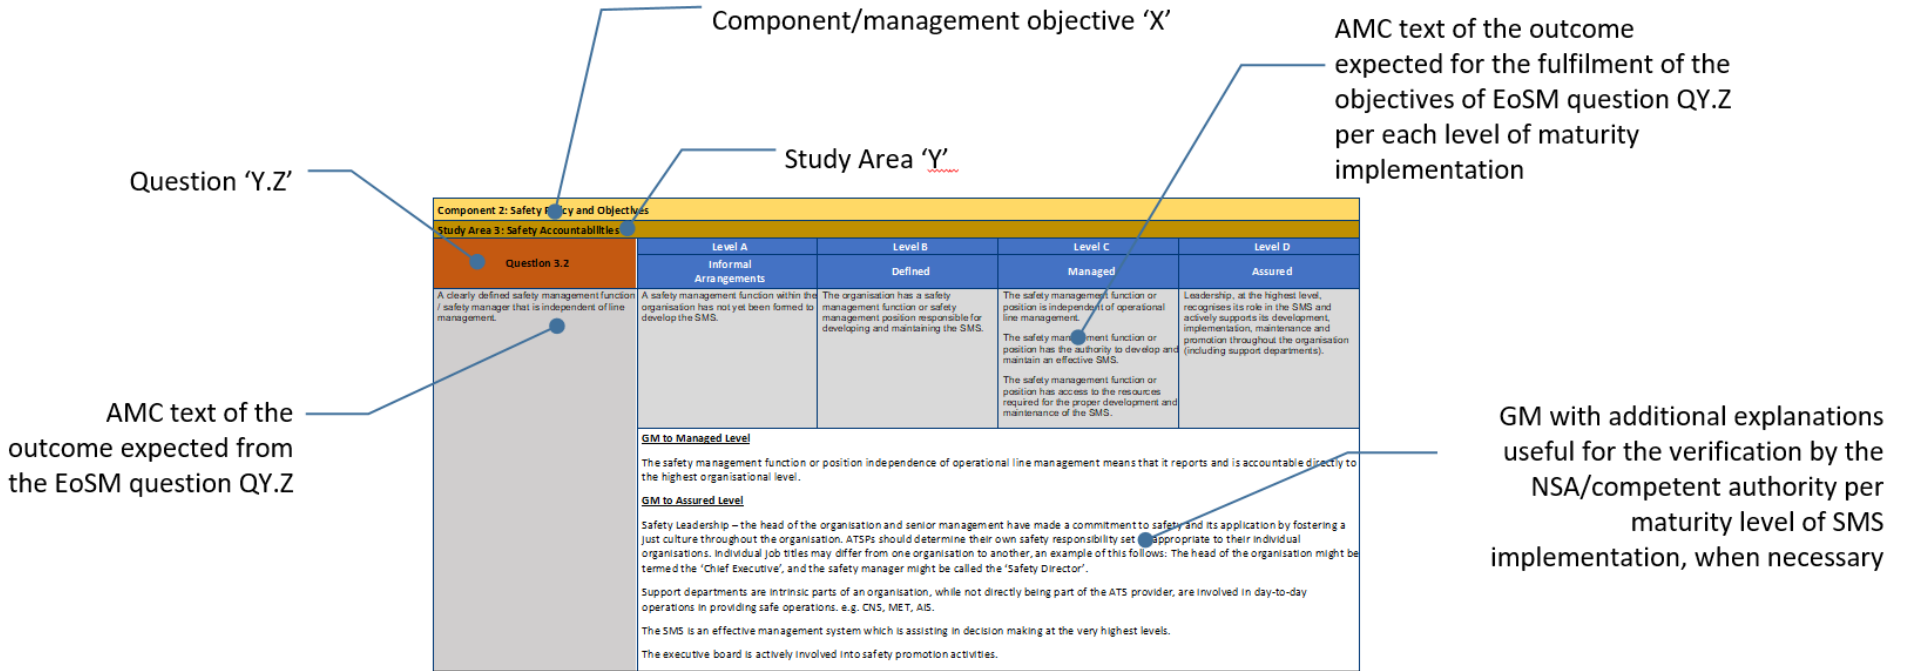 Component/management objective ‘X’
AMC text of the outcome
expected for the fulfilment of the
objectives of EoSM question QY.Z
per each level of maturity
implementation
Study Area ‘Y’
Question ‘Y.Z’
Component 2: Safety Policy and Objectives
Study Area 3: Safety Accountabilities
Question 3.2
Level A
Level B
Level C
Level D
Informal
Arrangements
Defined
Managed
Assured
A clearly defined safety management function
/ safety manager that is independent of line
management.
A safety management function within the
organisation has not yet been formed to
develop the SMS.
The organisation has a safety
management function or safety
management position responsible for
developing and maintaining the SMS.
The safety management function or
position is independent of operational
line management.
The safety management function or
position has the authority to develop and
maintain an effective SMS.
The safety management function or
position has access to the resources
required for the proper development and
maintenance of the SMS.
Leadership, at the highest level,
recognises its role in the SMS and
actively supports its development,
implementation, maintenance and
promotion throughout the organisation
(including support departments).
AMC text of the
outcome expected from
the EoSM question QY.Z
GM to Managed Level
The safety management function or position independence of operational line management means that it reports and is accountable directly to
the highest organisational level.
GM to Assured Level
Safety Leadership – the head of the organisation and senior management have made a commitment to safety and its application by fostering a
just culture throughout the organisation. ATSPs should determine their own safety responsibility set appropriate to their individual
organisations. Individual job titles may differ from one organisation to another, an example of this follows: The head of the organisation might be
termed the ‘Chief Executive’, and the safety manager might be called the ‘Safety Director’.
Support departments are intrinsic parts of an organisation, while not directly being part of the ATS provider, are involved in day-to-day
operations in providing safe operations. e.g. CNS, MET, AIS.
The SMS is an effective management system which is assisting in decision making at the very highest levels.
The executive board is actively involved into safety promotion activities.
GM with additional explanations
useful for the verification by the
NSA/competent authority per
maturity level of SMS
implementation, when necessary